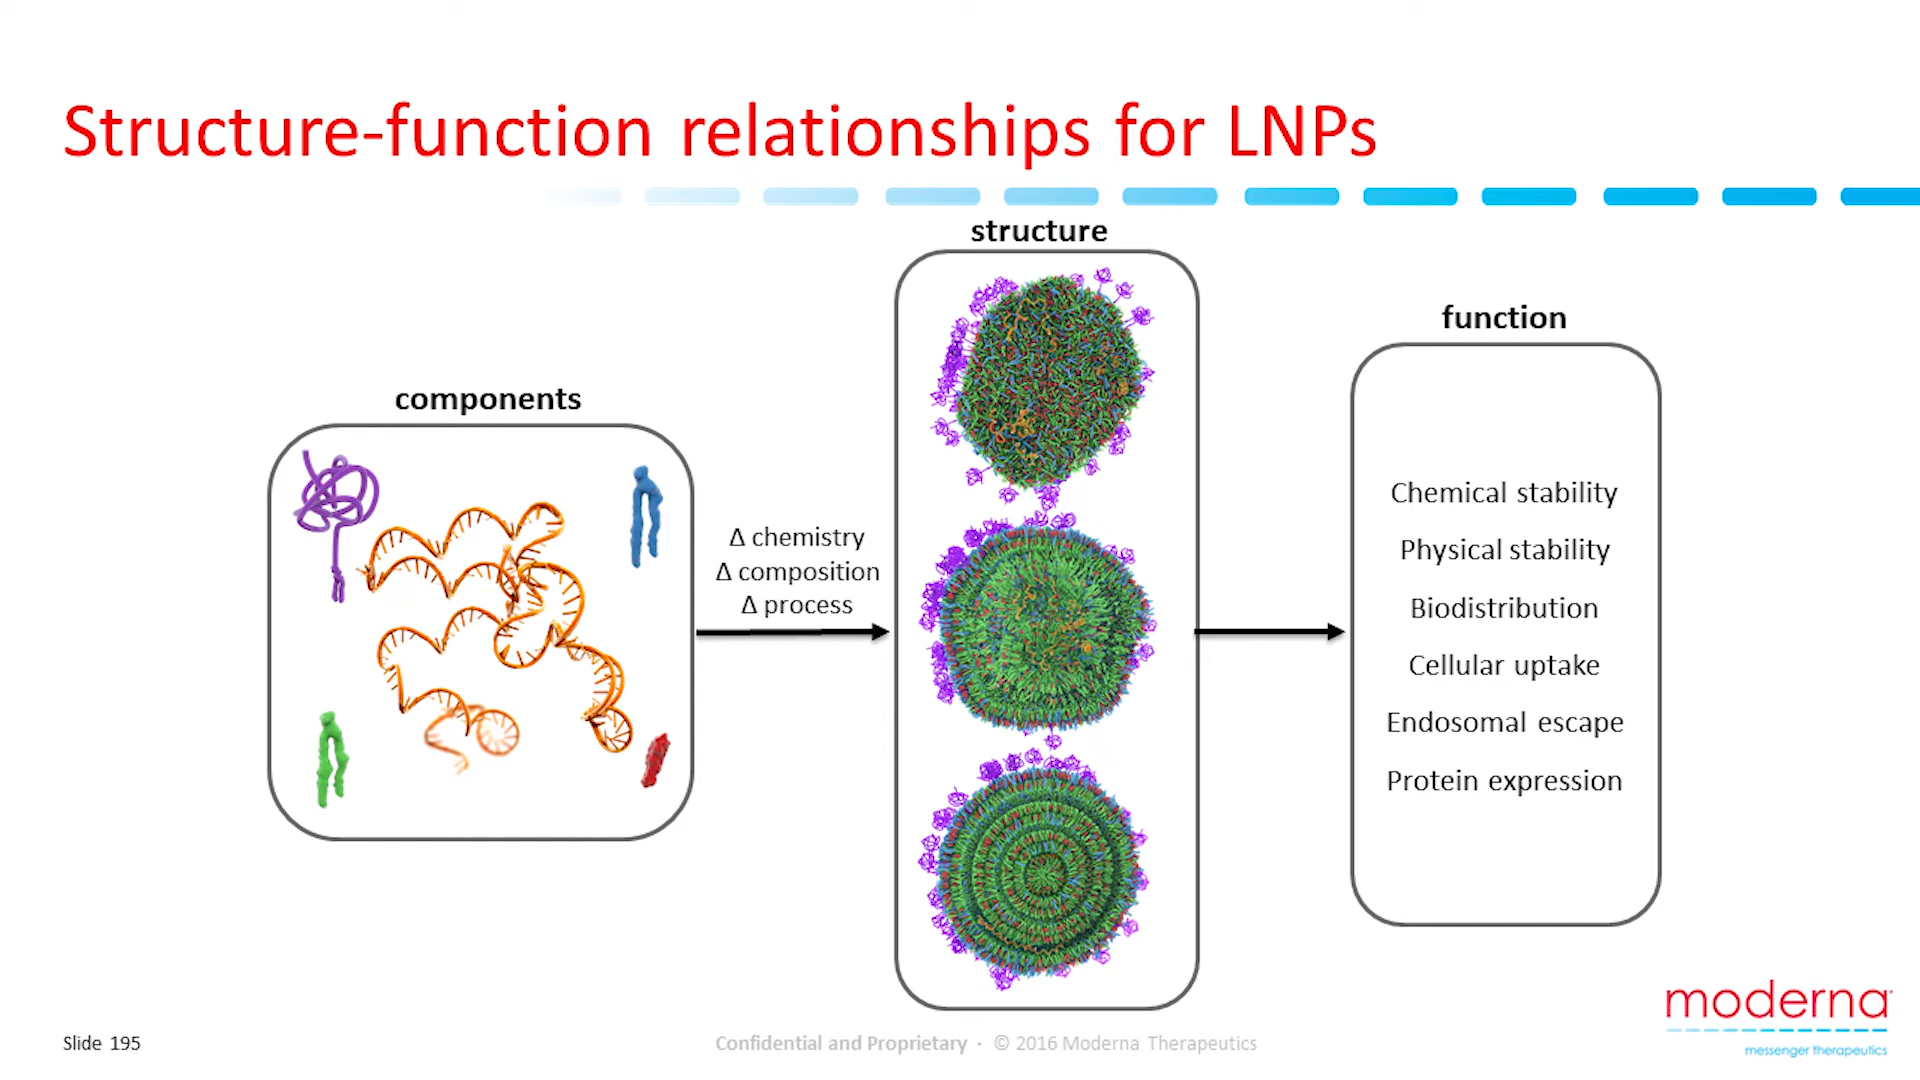 Structure-function relationships for LNPs
components
Δ chemistry
Δ composition
Δ process
structure
function
Chemical stability
Physical stability
Biodistribution
Cellular uptake
Endosomal escape
Protein expression
Slide 195
Confidential and Proprietary · © 2016 Moderna Therapeutics
moderna
messenger therapeutics